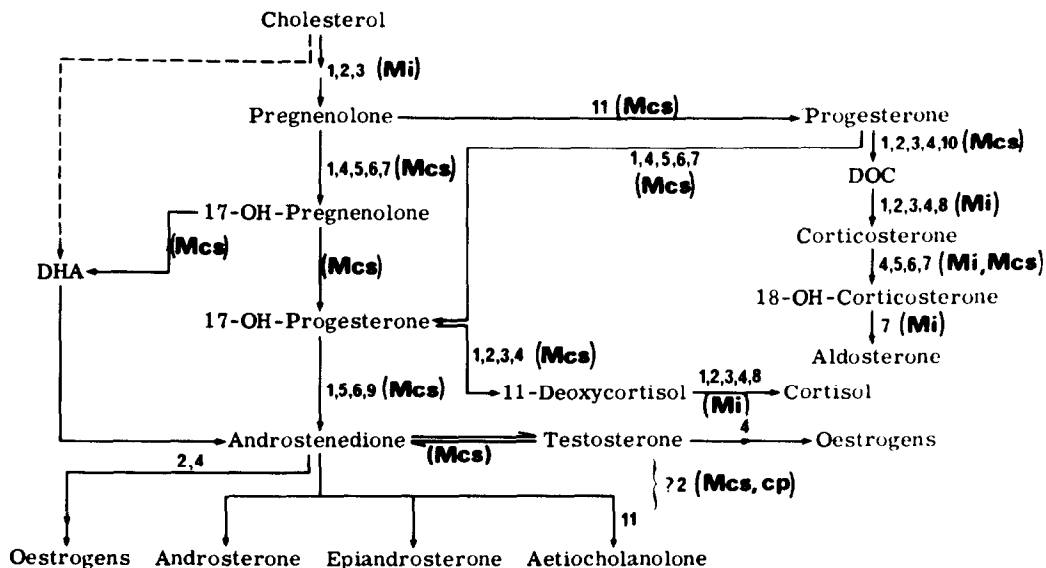 Cholesterol
1,2,3 (Mi)
Pregnenolone
11 (Mcs)
Progesterone
1,4,5,6,7 (Mcs)
1,4,5,6,7
(Mcs)
1,2,3,4,10 (Mcs)
DOC
1,2,3,4,8 (Mi)
17-OH-Pregnenolone
Corticosterone
(Mcs)
(Mcs)
4,5,6,7 (Mi,Mcs)
DHA
18-OH-Corticosterone
17-OH-Progesterone
7 (Mi)
Aldosterone
1,2,3,4 (Mcs)
1,5,6,9 (Mcs)
11-Deoxycortisol
1,2,3,4,8
(Mi)
Cortisol
Androstenedione
(Mcs)
Testosterone
4
Oestrogens
2,4
?2 (Mcs, cp)
11
Oestrogens
Androsterone
Epiandrosterone
Aetiocholanolone